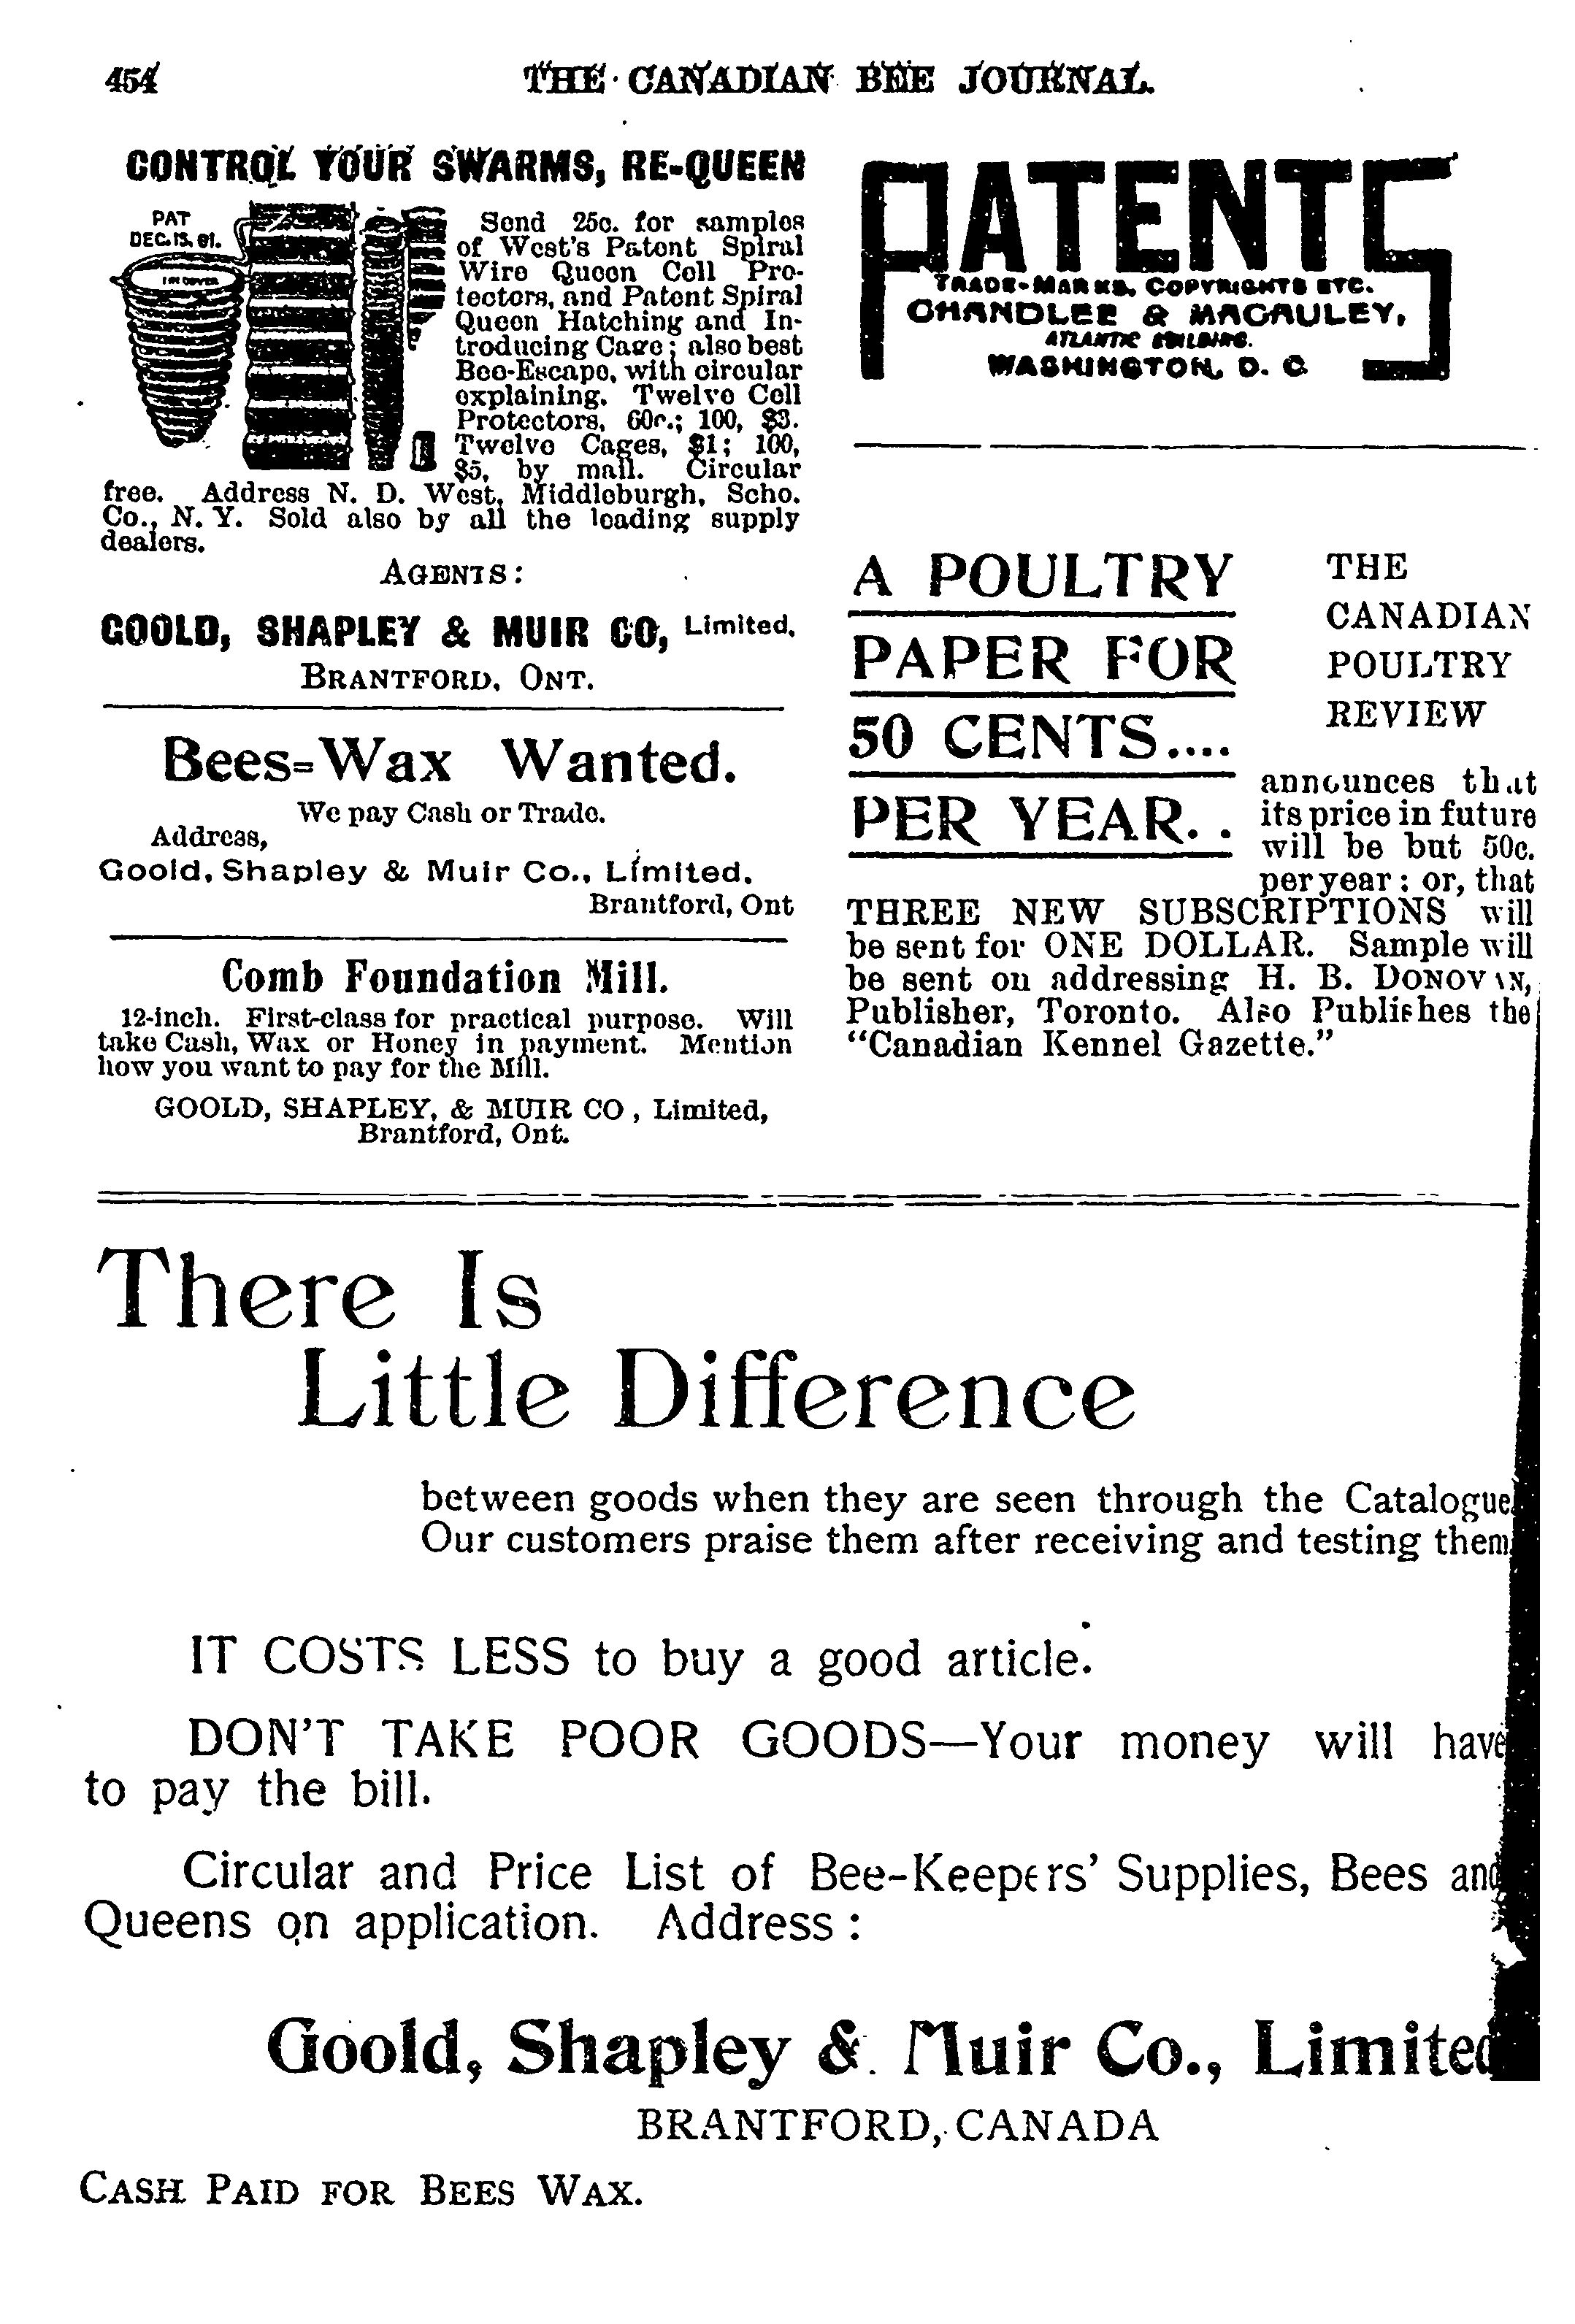 454
THE CANADIAN BEE JOURNAL.
CONTROL YOUR SWARMS, RE-QUEEN
PAT
DEC. 15, 91.
TIN COVER
Send 25c. for samples
of West's Patent Spiral
Wire Queen Cell Pro-
tectors, and Patent Spiral
Queen Hatching and In-
troducing Cage; also best
Bee-Escape, with circular
explaining. Twelve Cell
Protectors, 60c.; 100, $3.
Twelve Cages, $1; 100,
$5, by mail. Circular
free. Address N. D. West, Middleburgh, Scho.
Co., N. Y. Sold also by all the leading supply
dealers.
AGENTS:
GOOLD, SHAPLEY & MUIR CO, Limited,
BRANTFORD, ONT.
Bees-Wax Wanted.
We pay Cash or Trade.
Address,
Goold, Shapley & Muir Co., Limited.
Brantford, Ont
Comb Foundation Mill.
12-inch. First-class for practical purpose. Will
take Cash, Wax or Honey in payment. Mention
how you want to pay for the Mill.
GOOLD, SHAPLEY, & MUIR CO , Limited,
Brantford, Ont.
PATENTS
TRADE-MARKS, COPYRIGHTS ETC.
CHANDLEE & MACAULEY,
ATLANTIC BUILDING.
WASHINGTON, D. C.
A POULTRY
PAPER FOR
50 CENTS....
PER YEAR. .
THE
CANADIAN
POULTRY
REVIEW
announces that
its price in future
will be but 50c.
per year: or, that
THREE NEW SUBSCRIPTIONS will
be sent for ONE DOLLAR. Sample will
be sent on addressing H. B. DONOVAN,
Publisher, Toronto. Also Publishes the
"Canadian Kennel Gazette."
There Is
Little Difference
between goods when they are seen through the Catalogue.
Our customers praise them after receiving and testing them.
IT COSTS LESS to buy a good article.
DON'T TAKE POOR GOODS—Your money will have
to pay the bill.
Circular and Price List of Bee-Keepers' Supplies, Bees and
Queens on application. Address :
Goold, Shapley & Muir Co., Limited
BRANTFORD, CANADA
CASH PAID FOR BEES WAX.